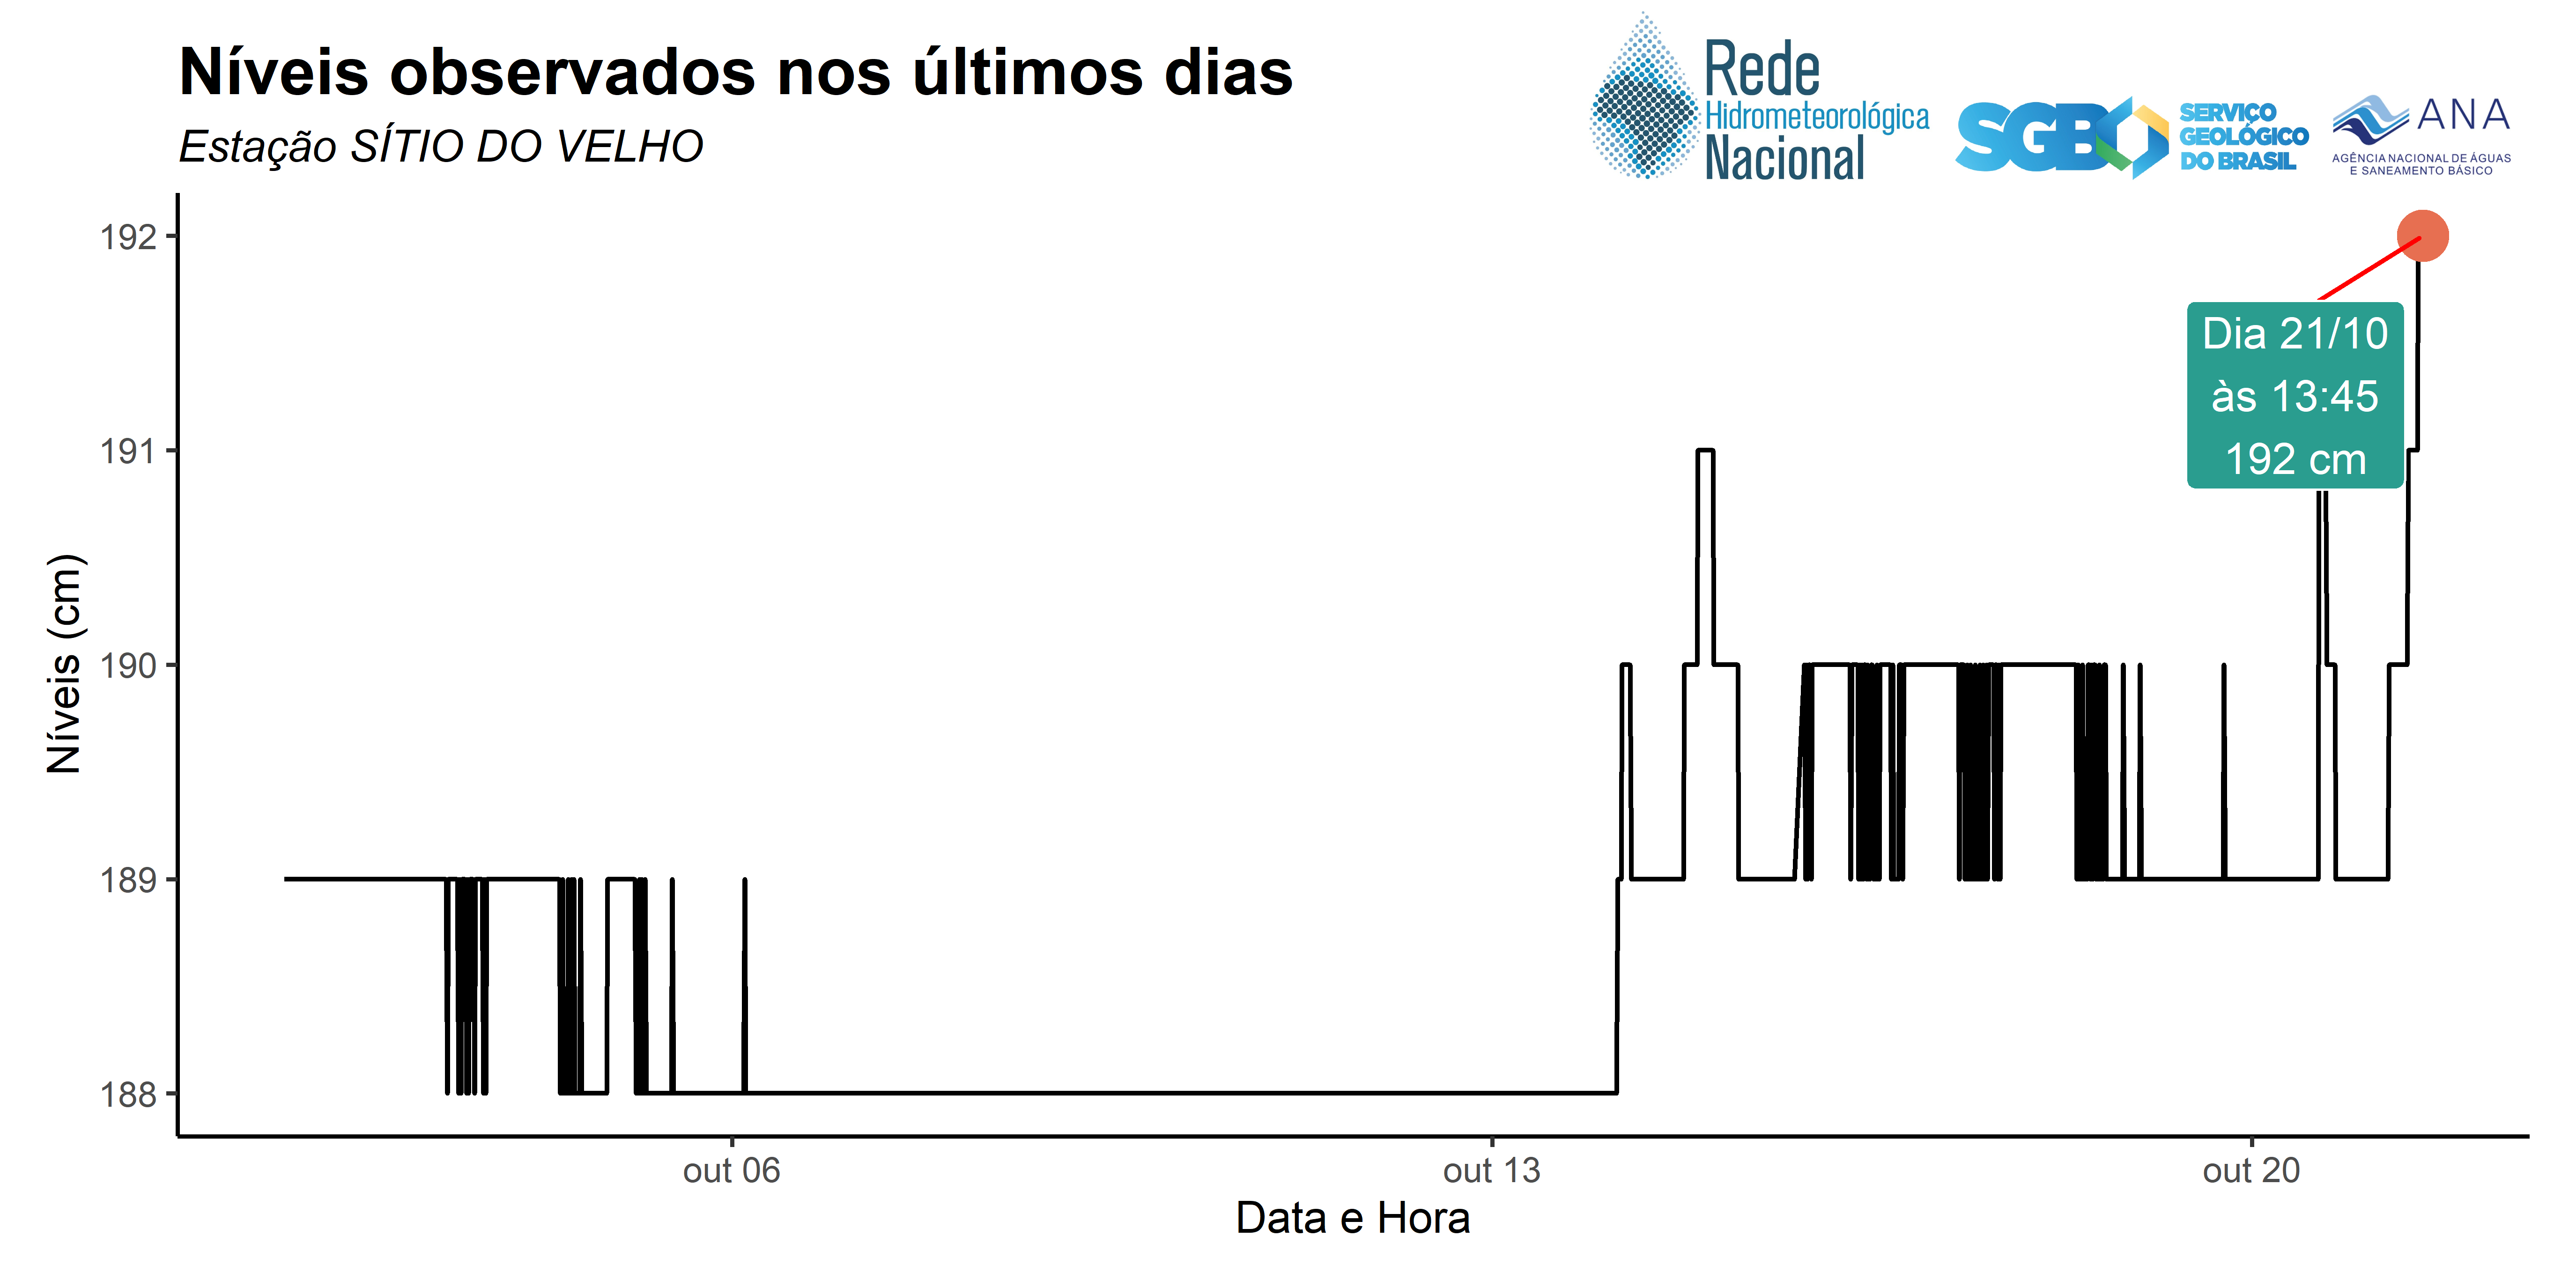 Níveis observados nos últimos dias
Estação SÍTIO DO VELHO
Rede
Hidrometeorológica
Nacional
SGB
SERVIÇO
GEOLÓGICO
DO BRASIL
ANA
AGÊNCIA NACIONAL DE ÁGUAS
E SANEAMENTO BÁSICO
Níveis (cm)
192
191
190
189
188
Dia 21/10
às 13:45
192 cm
out 06
out 13
out 20
Data e Hora